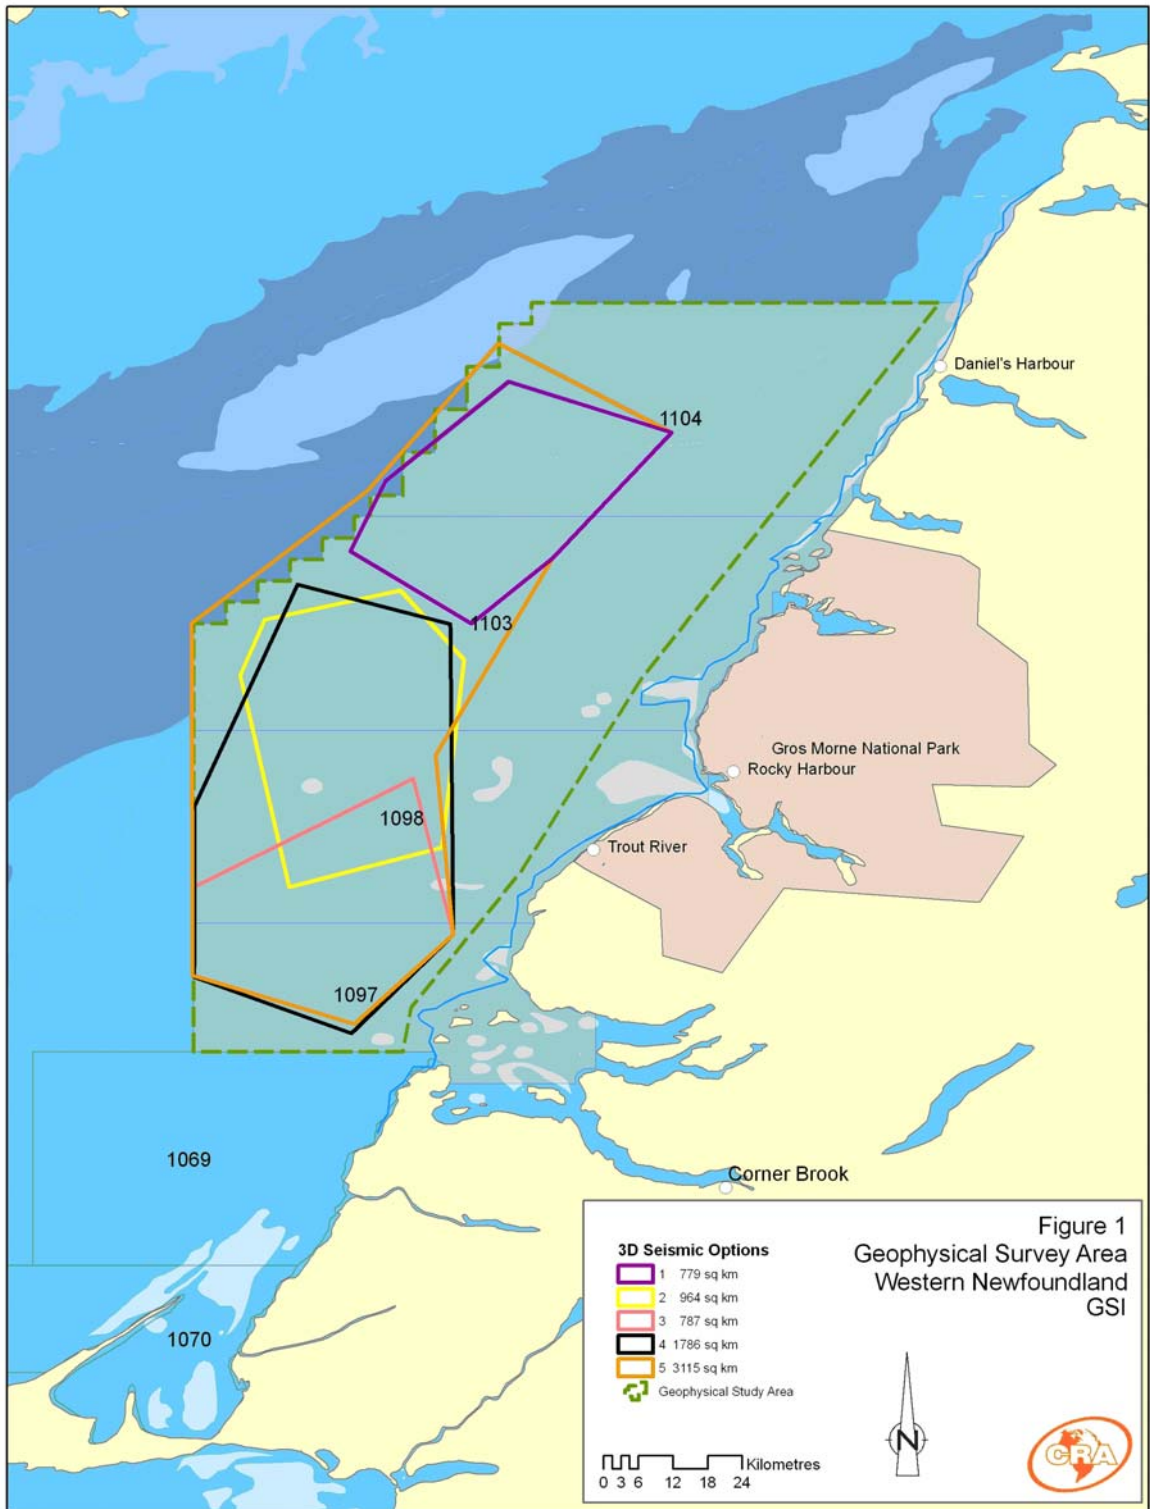 Daniel's Harbour
1104
1103
Gros Morne National Park
Rocky Harbour
1098
Trout River
1097
1069
Corner Brook
1070
Figure 1
Geophysical Survey Area
Western Newfoundland
GSI
3D Seismic Options
1 779 sq km
2 964 sq km
3 787 sq km
4 1786 sq km
5 3115 sq km
Geophysical Study Area
N
CRA
Kilometres
0 3 6 12 18 24